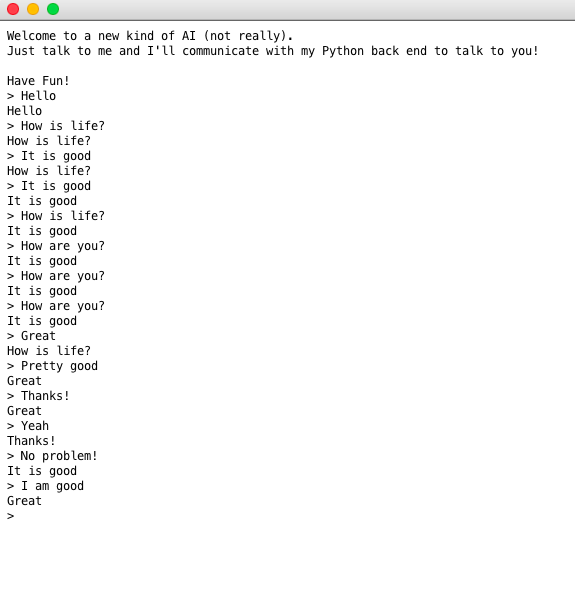 Welcome to a new kind of AI (not really).
Just talk to me and I'll communicate with my Python back end to talk to you!
Have Fun!
> Hello
Hello
> How is life?
How is life?
> It is good
How is life?
> It is good
It is good
> How is life?
It is good
> How are you?
It is good
> How are you?
It is good
> How are you?
It is good
> Great
How is life?
> Pretty good
Great
> Thanks!
Great
> Yeah
Thanks!
> No problem!
It is good
> I am good
Great
>